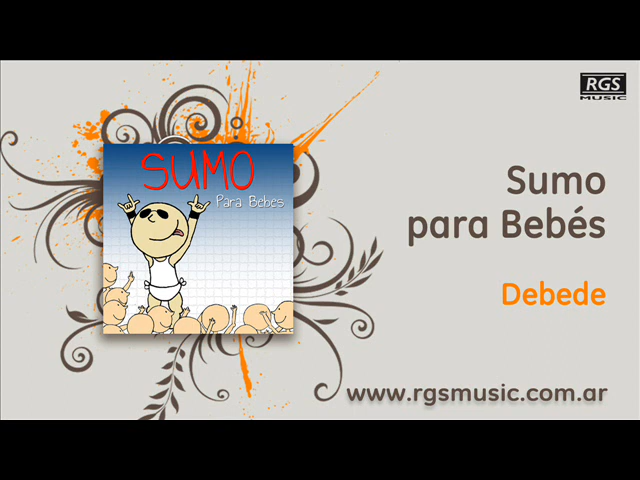 RGS
MUSIC
SUMO
Para Bebes
Sumo
para Bebés
Debede
www.rgsmusic.com.ar